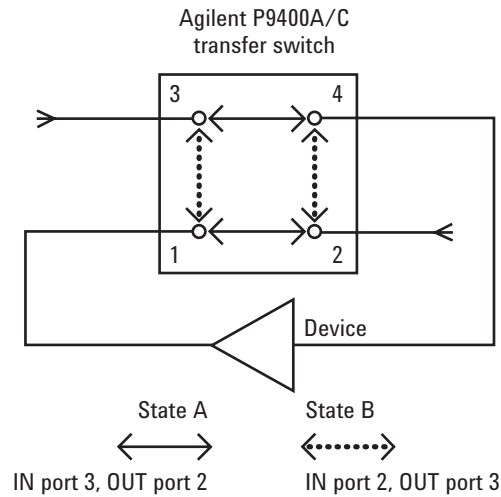 Agilent P9400A/C
transfer switch
3 4
1 2
Device
State A State B
IN port 3, OUT port 2 IN port 2, OUT port 3